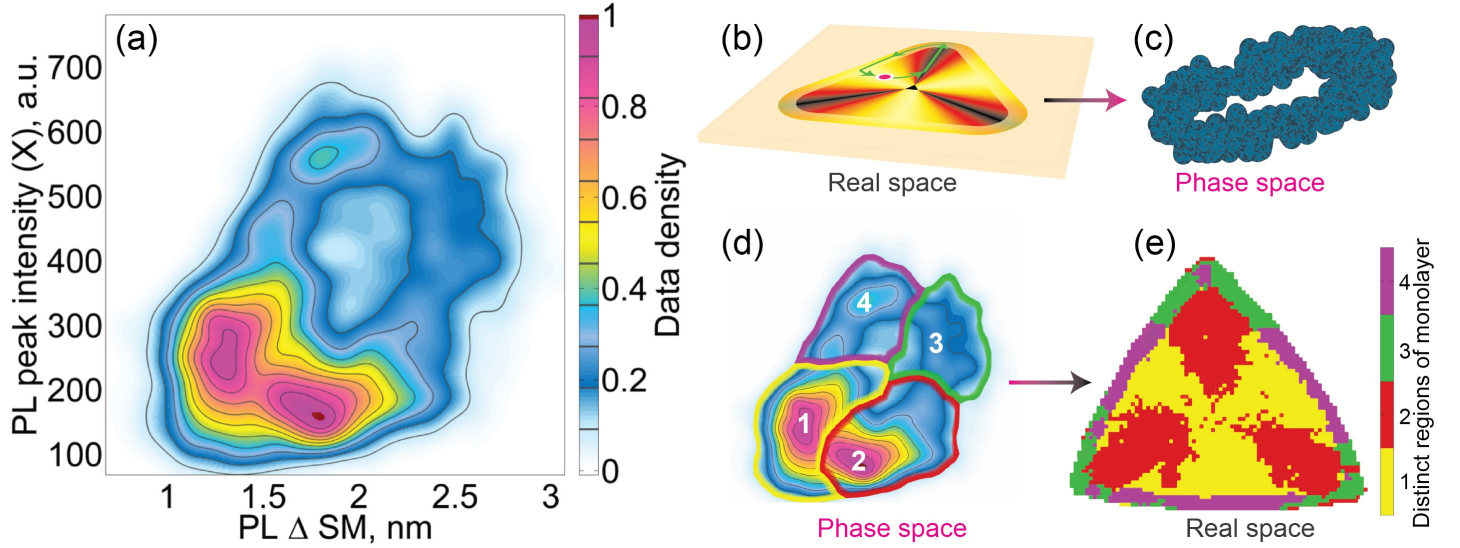 (a)
PL peak intensity (X), a.u.
700
600
500
400
300
200
100
1
1.5
2
2.5
3
PL Δ SM, nm
1
0.8
0.6
0.4
0.2
0
Data density
(b)
Real space
(c)
Phase space
(d)
4
3
1
2
Phase space
(e)
Real space
4
3
2
1
Distinct regions of monolayer